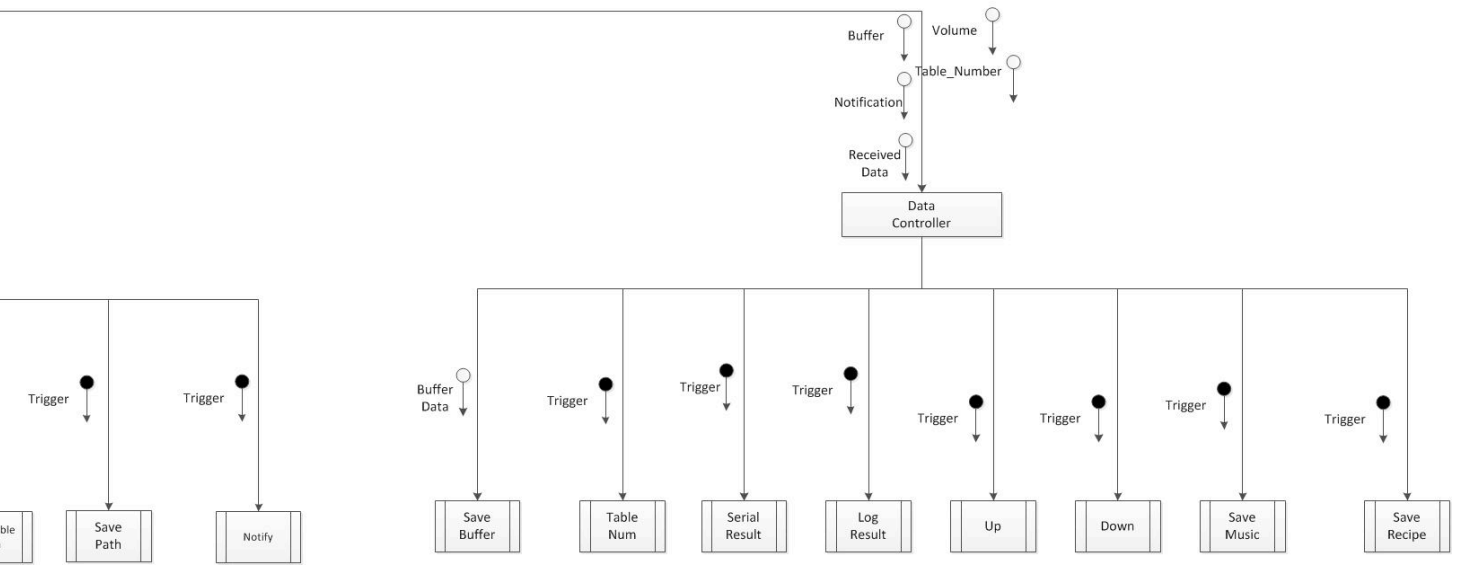 Buffer
Volume
Table_Number
Notification
Received
Data
Data
Controller
Trigger
Trigger
Buffer
Data
Trigger
Trigger
Trigger
Trigger
Trigger
Trigger
Trigger
Save
Path
Notify
Save
Buffer
Table
Num
Serial
Result
Log
Result
Up
Down
Save
Music
Save
Recipe